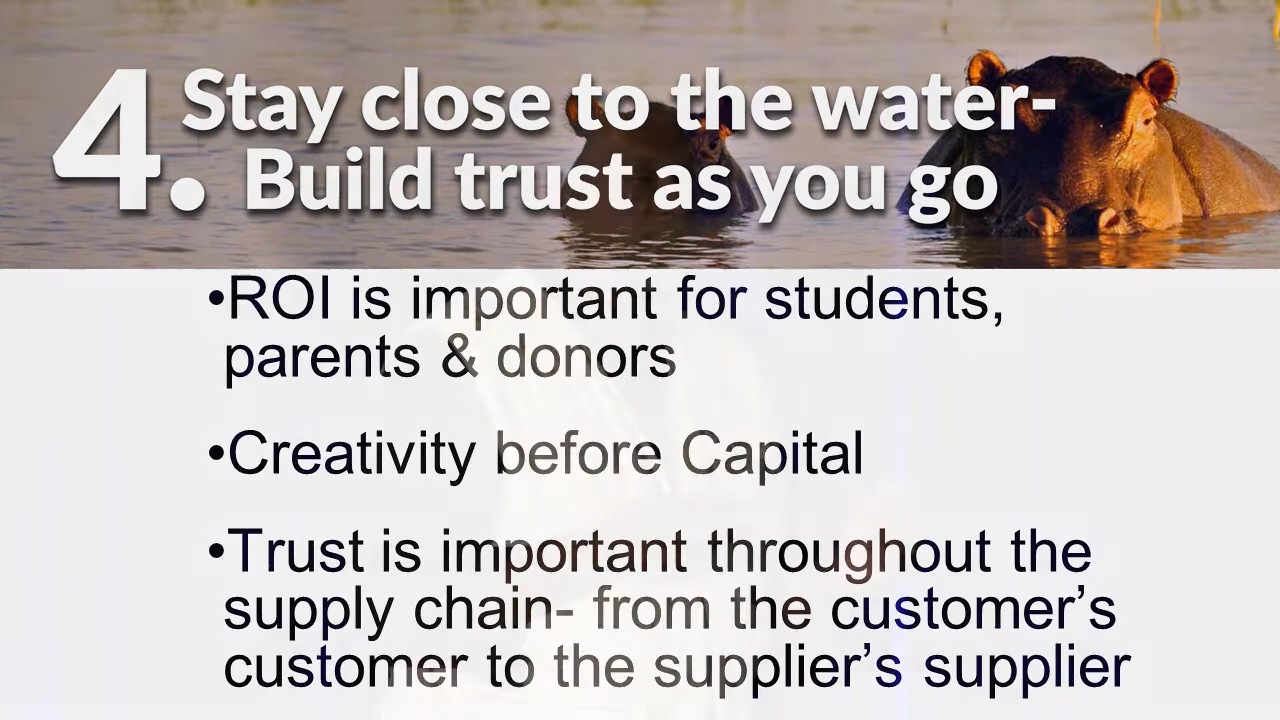 4. Stay close to the water-
Build trust as you go
•ROI is important for students,
parents & donors
•Creativity before Capital
•Trust is important throughout the
supply chain- from the customer’s
customer to the supplier’s supplier